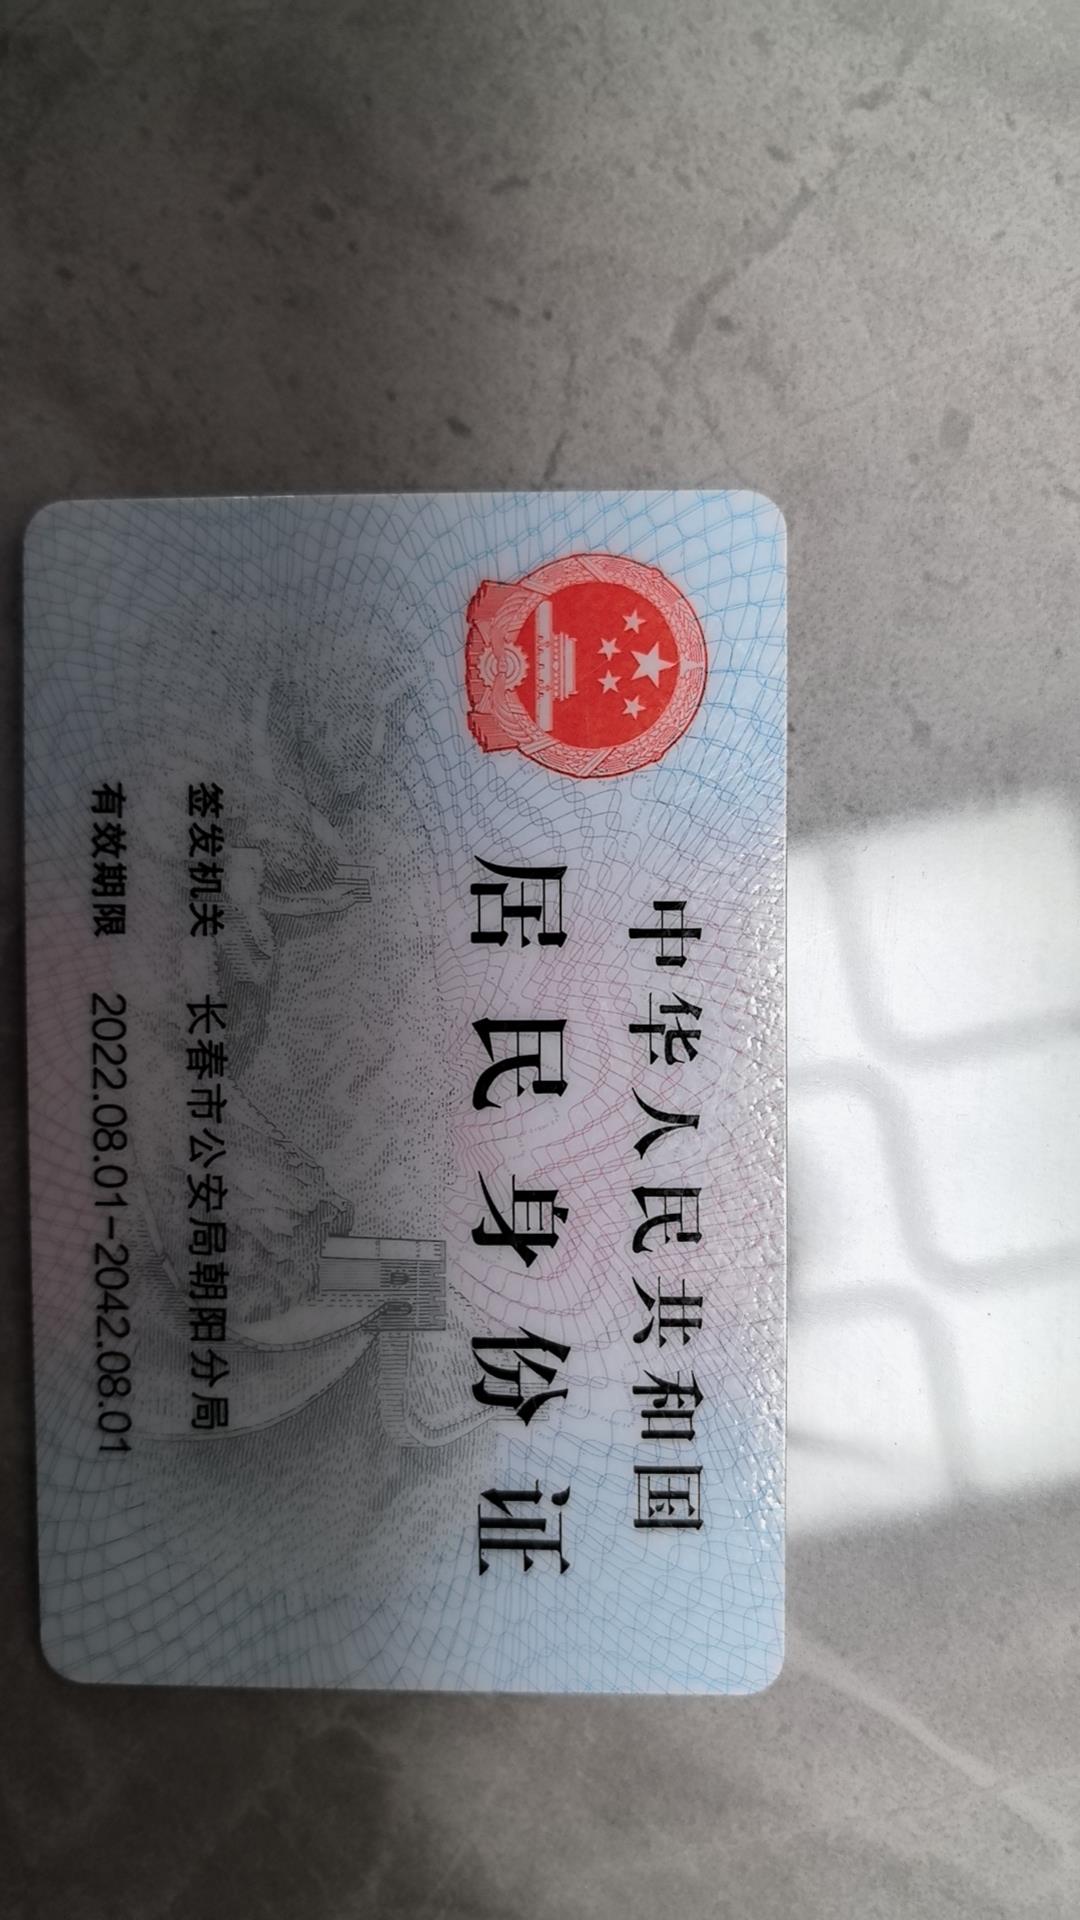 中华人民共和国
居民身份证
签发机关 长春市公安局朝阳分局
有效期限 2022.08.01-2042.08.01